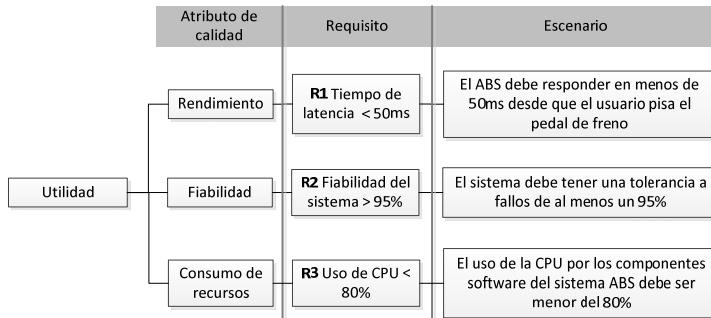 Atributo de
calidad
Requisito
Escenario
Rendimiento
R1 Tiempo de
latencia < 50ms
El ABS debe responder en menos de
50ms desde que el usuario pisa el
pedal de freno
Utilidad
Fiabilidad
R2 Fiabilidad del
sistema > 95%
El sistema debe tener una tolerancia a
fallos de al menos un 95%
Consumo de
recursos
R3 Uso de CPU <
80%
El uso de la CPU por los componentes
software del sistema ABS debe ser
menor del 80%